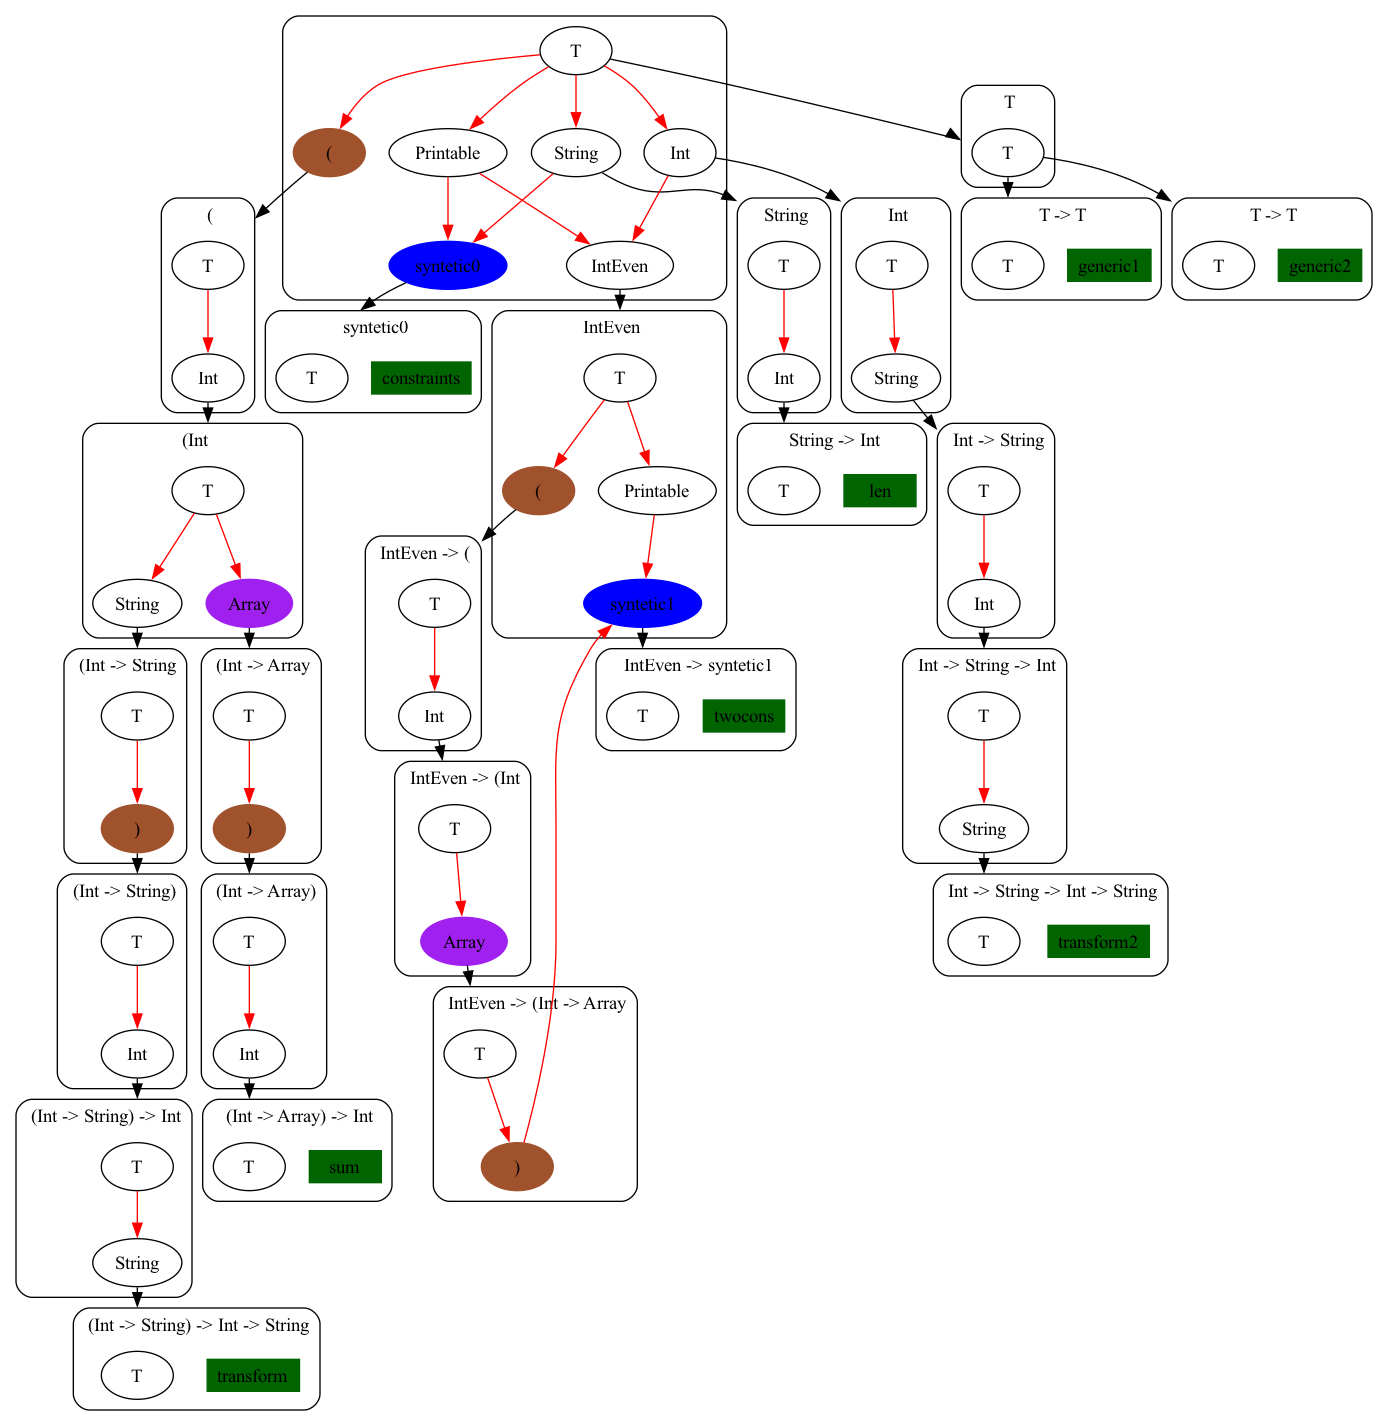 T
(
Printable
String
Int
syntetic0
IntEven
T
T
(
T
Int
String
T
Int
Int
T
String
T -> T
T
generic1
T -> T
T
generic2
syntetic0
T
constraints
IntEven
T
(
Printable
syntetic1
(Int
T
String
Array
String -> Int
T
len
Int -> String
T
Int
IntEven -> (
T
Int
(Int -> String
T
)
(Int -> Array
T
)
IntEven -> syntetic1
T
twocons
Int -> String -> Int
T
String
IntEven -> (Int
T
Array
(Int -> String)
T
Int
(Int -> Array)
T
Int
Int -> String -> Int -> String
T
transform2
IntEven -> (Int -> Array
T
)
(Int -> String) -> Int
T
String
(Int -> Array) -> Int
T
sum
(Int -> String) -> Int -> String
T
transform